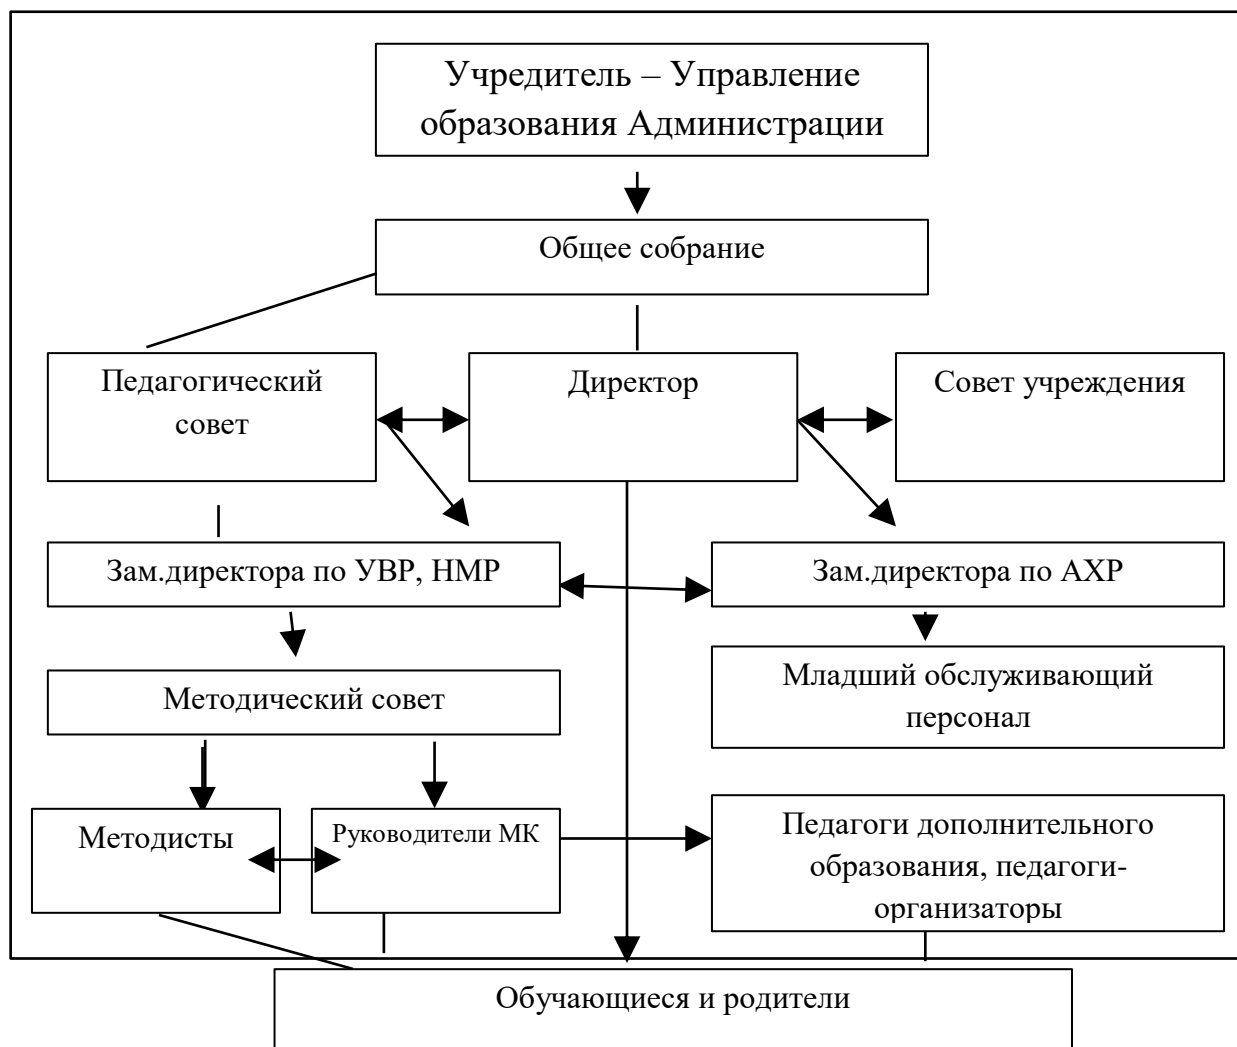 Учредитель – Управление
образования Администрации
Общее собрание
Педагогический
совет
Директор
Совет учреждения
Зам.директора по УВР, НМР
Зам.директора по АХР
Методический совет
Младший обслуживающий
персонал
Методисты
Руководители МК
Педагоги дополнительного
образования, педагоги-
организаторы
Обучающиеся и родители